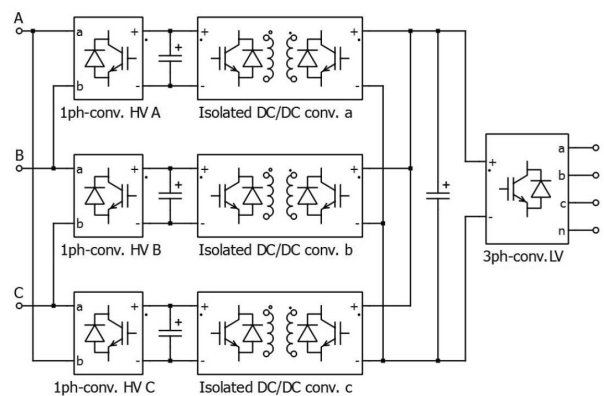 A
a + + +
b - - -
1ph-conv. HV A
Isolated DC/DC conv. a
B
a + + +
b - - -
1ph-conv. HV B
Isolated DC/DC conv. b
C
a + + +
b - - -
1ph-conv. HV C
Isolated DC/DC conv. c
+
+
-
a
b
c
n
3ph-conv.LV